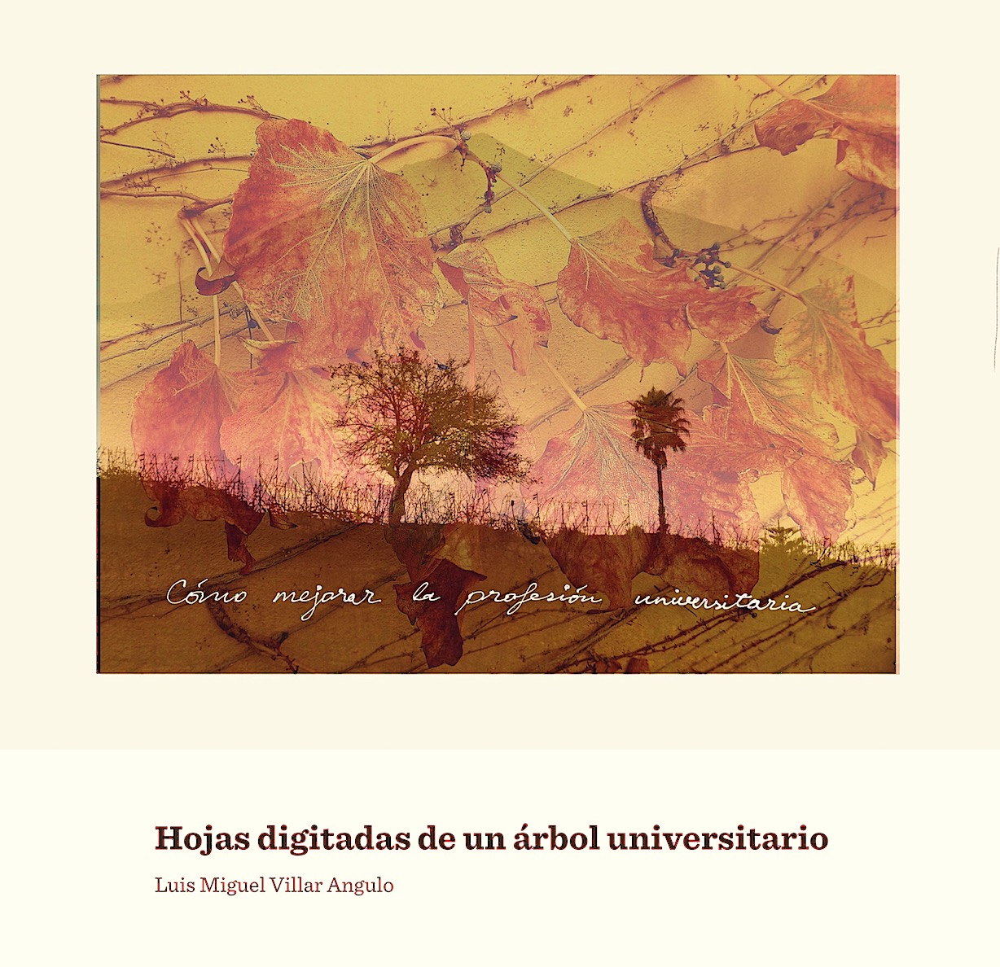 Cómo mejorar la profesión universitaria
Hojas digitadas de un árbol universitario
Luis Miguel Villar Angulo